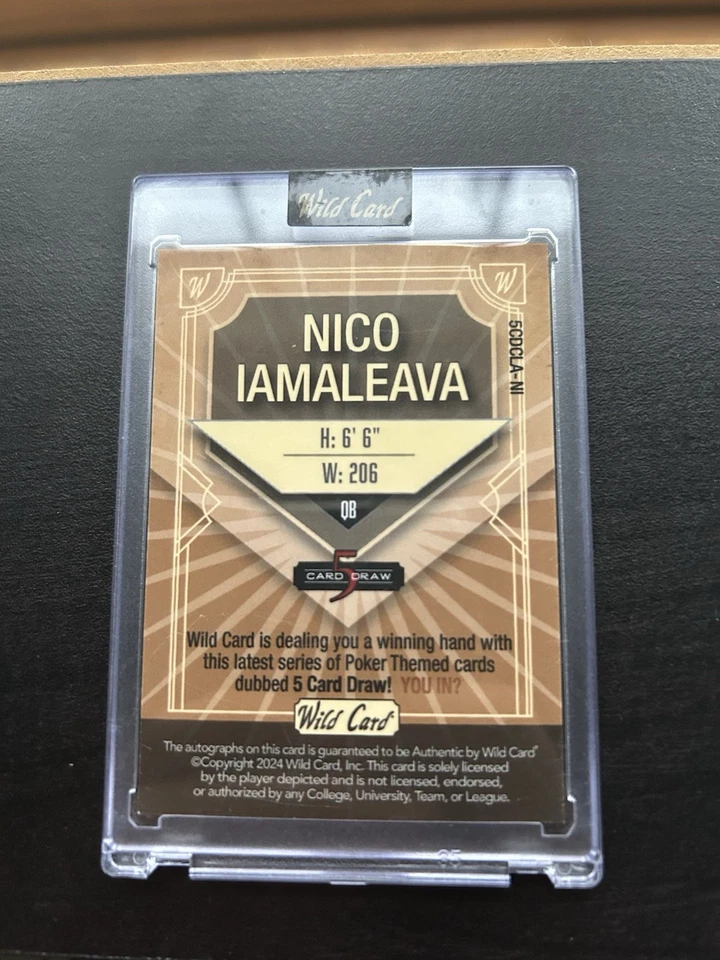 Wild Card
W
W
NICO
IAMALEAVA
5CDCLA-NI
H: 6' 6"
W: 206
QB
5
CARD DRAW
Wild Card is dealing you a winning hand with
this latest series of Poker Themed cards
dubbed 5 Card Draw! YOU IN?
Wild Card
The autographs on this card is guaranteed to be Authentic by Wild Card®
©Copyright 2024 Wild Card, Inc. This card is solely licensed
by the player depicted and is not licensed, endorsed,
or authorized by any College, University, Team, or League.